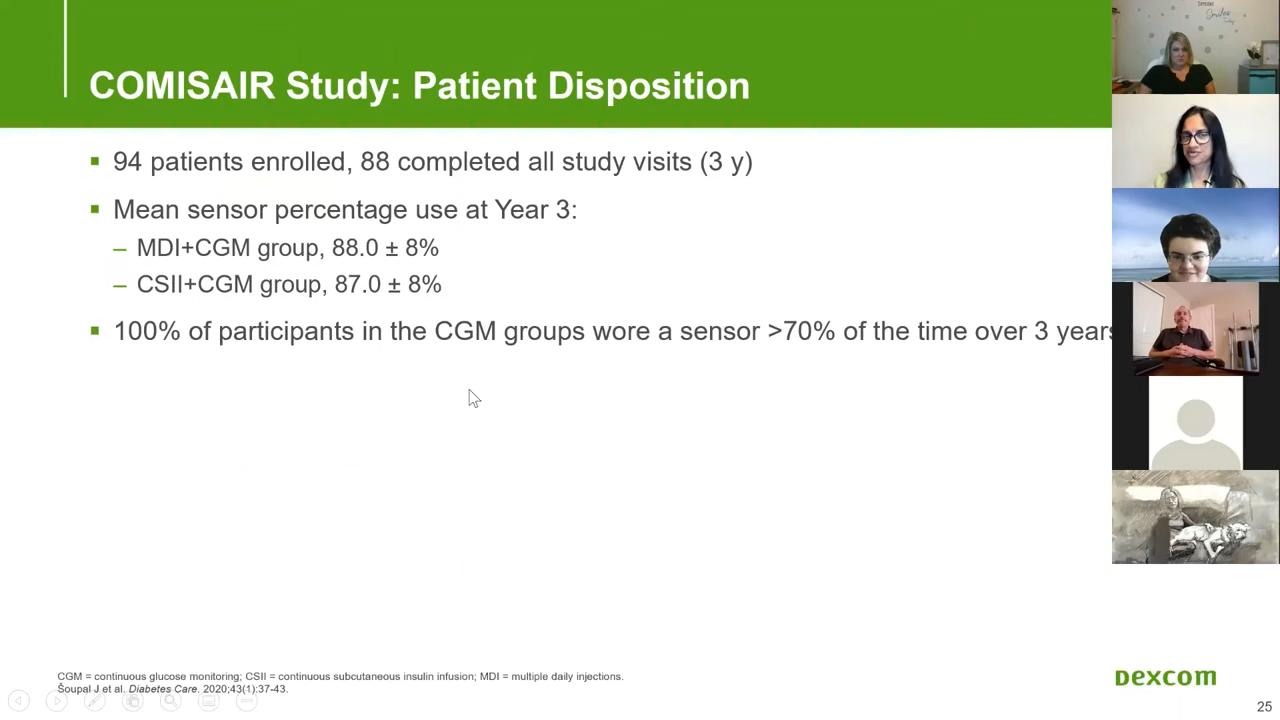 COMISAIR Study: Patient Disposition
▪ 94 patients enrolled, 88 completed all study visits (3 y)
▪ Mean sensor percentage use at Year 3:
– MDI+CGM group, 88.0 ± 8%
– CSII+CGM group, 87.0 ± 8%
▪ 100% of participants in the CGM groups wore a sensor >70% of the time over 3 years
CGM = continuous glucose monitoring; CSII = continuous subcutaneous insulin infusion; MDI = multiple daily injections.
Šoupal J et al. Diabetes Care. 2020;43(1):37-43.
Dexcom
25
Smiles